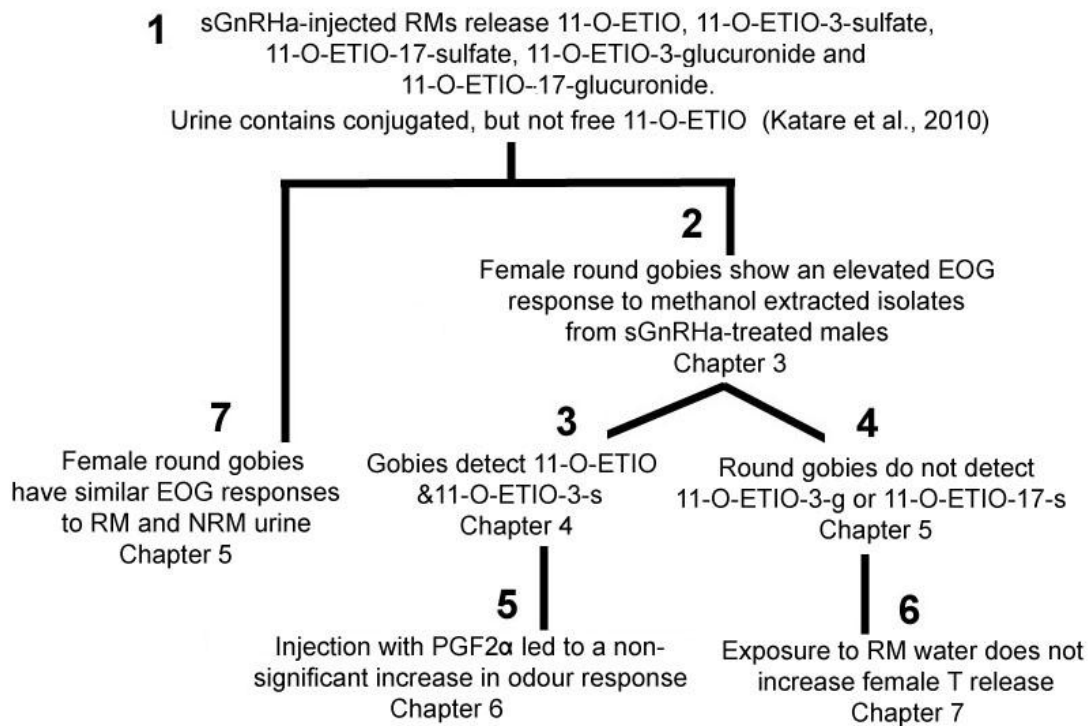 1
sGnRHa-injected RMs release 11-O-ETIO, 11-O-ETIO-3-sulfate,
11-O-ETIO-17-sulfate, 11-O-ETIO-3-glucuronide and
11-O-ETIO-17-glucuronide.
Urine contains conjugated, but not free 11-O-ETIO (Katare et al., 2010)
2
Female round gobies show an elevated EOG
response to methanol extracted isolates
from sGnRHa-treated males
Chapter 3
3
Gobies detect 11-O-ETIO
&11-O-ETIO-3-s
Chapter 4
4
Round gobies do not detect
11-O-ETIO-3-g or 11-O-ETIO-17-s
Chapter 5
5
Injection with PGF2α led to a non-
significant increase in odour response
Chapter 6
6
Exposure to RM water does not
increase female T release
Chapter 7
7
Female round gobies
have similar EOG responses
to RM and NRM urine
Chapter 5